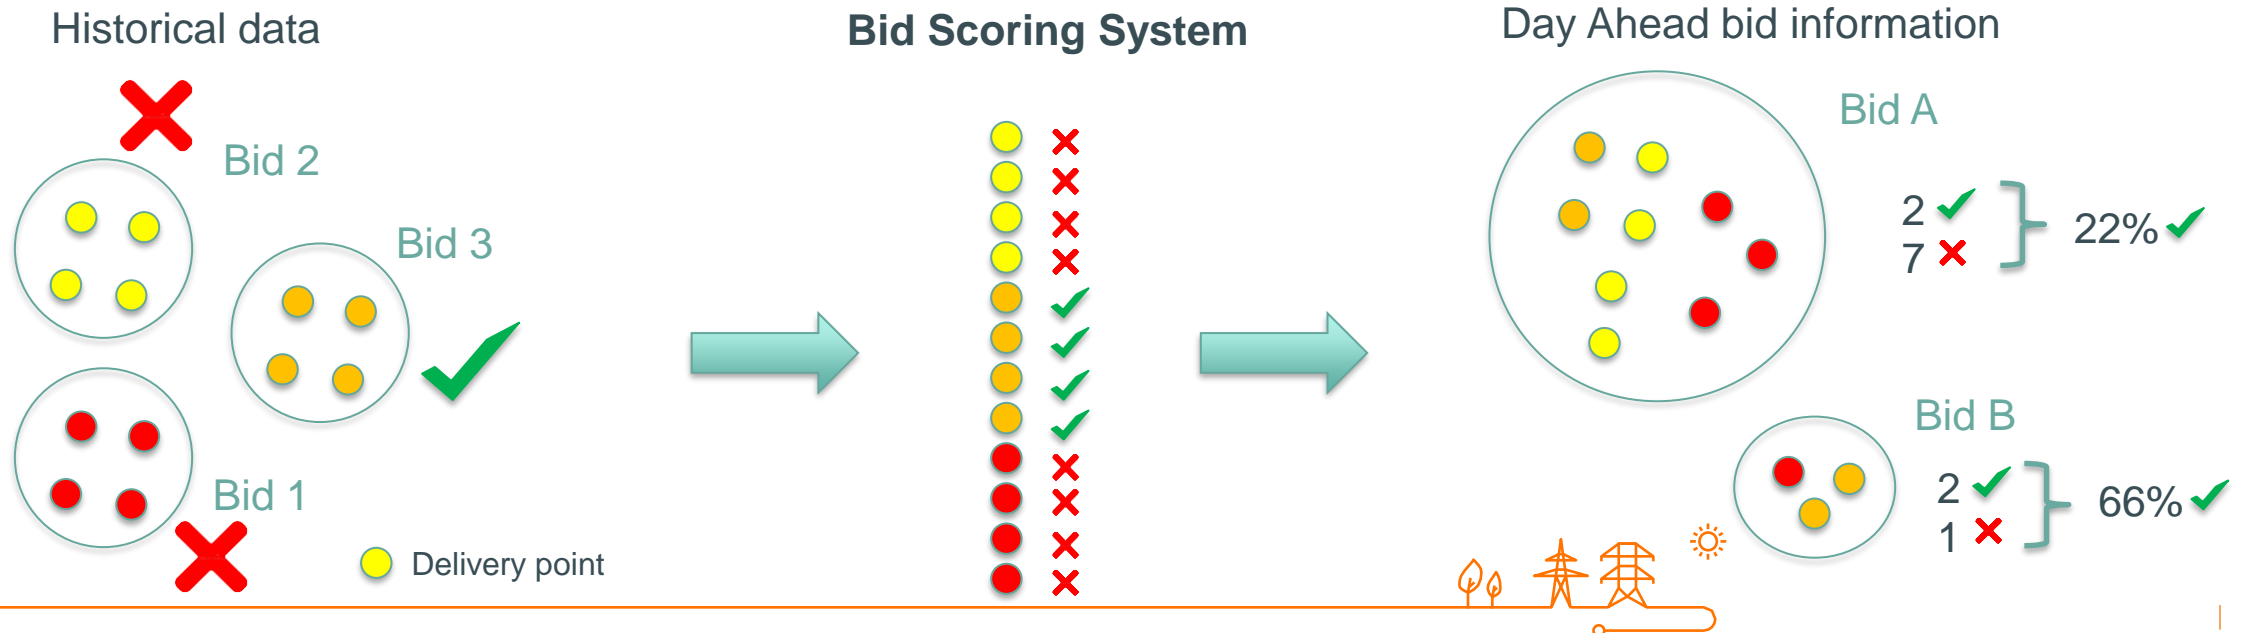 Historical data
Bid 2
Bid 3
Bid 1
Delivery point
Bid Scoring System
Day Ahead bid information
Bid A
2
7
22%
Bid B
2
1
66%